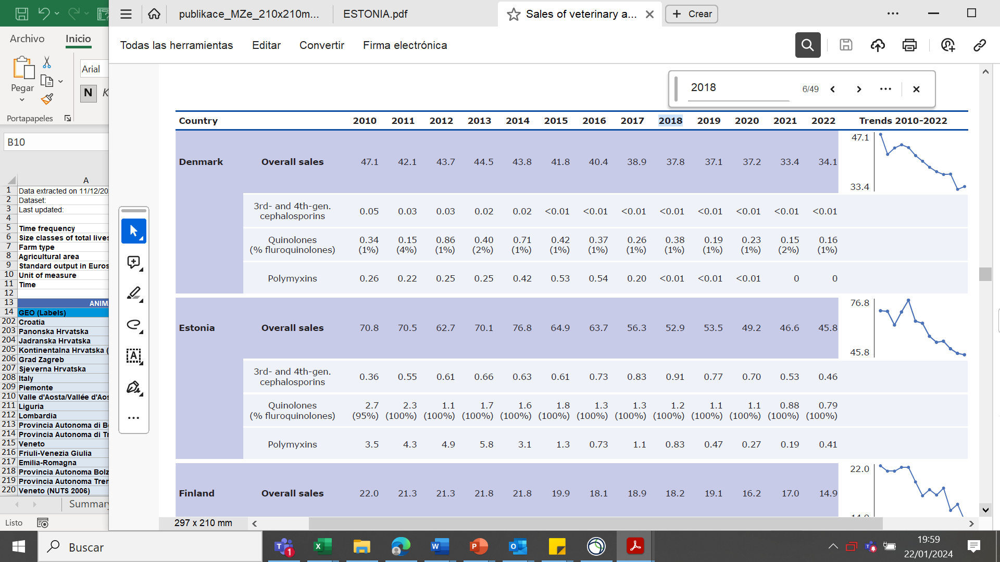 publikace_MZe_210x210m...
ESTONIA.pdf
Sales of veterinary a...
Crear
Archivo
Inicio
Todas las herramientas
Editar
Convertir
Firma electrónica
Pegar
Arial
N K
Portapapeles
B10
2018
6/49
A
1 Data extracted on 11/12/20
2 Dataset:
3 Last updated:
4
5 Time frequency
6 Size classes of total lives
7 Farm type
8 Agricultural area
9 Standard output in Euros
10 Unit of measure
11 Time
12
13 ANIM
14 GEO (Labels)
202 Croatia
203 Panonska Hrvatska
204 Jadranska Hrvatska
205 Kontinentalna Hrvatska (
206 Grad Zagreb
207 Sjeverna Hrvatska
208 Italy
209 Piemonte
210 Valle d'Aosta/Vallée d'Aos
211 Liguria
212 Lombardia
213 Provincia Autonoma di B
214 Provincia Autonoma di Tr
215 Veneto
216 Friuli-Venezia Giulia
217 Emilia-Romagna
218 Provincia Autonoma Bolz
219 Provincia Autonoma Tren
220 Veneto (NUTS 2006)
Summary
Listo
Country 2010 2011 2012 2013 2014 2015 2016 2017 2018 2019 2020 2021 2022 Trends 2010-2022
47.1
Denmark Overall sales 47.1 42.1 43.7 44.5 43.8 41.8 40.4 38.9 37.8 37.1 37.2 33.4 34.1
33.4
3rd- and 4th-gen.
cephalosporins 0.05 0.03 0.03 0.02 0.02 <0.01 <0.01 <0.01 <0.01 <0.01 <0.01 <0.01 <0.01
Quinolones 0.34 0.15 0.86 0.40 0.71 0.42 0.37 0.26 0.38 0.19 0.23 0.15 0.16
(% fluroquinolones) (1%) (4%) (1%) (2%) (1%) (1%) (1%) (1%) (1%) (1%) (1%) (2%) (1%)
Polymyxins 0.26 0.22 0.25 0.25 0.42 0.53 0.54 0.20 <0.01 <0.01 <0.01 0 0
76.8
Estonia Overall sales 70.8 70.5 62.7 70.1 76.8 64.9 63.7 56.3 52.9 53.5 49.2 46.6 45.8
45.8
3rd- and 4th-gen.
cephalosporins 0.36 0.55 0.61 0.66 0.63 0.61 0.73 0.83 0.91 0.77 0.70 0.53 0.46
Quinolones 2.7 2.3 1.1 1.7 1.6 1.8 1.3 1.3 1.2 1.1 1.1 0.88 0.79
(% fluroquinolones) (95%) (100%) (100%) (100%) (100%) (100%) (100%) (100%) (100%) (100%) (100%) (100%) (100%)
Polymyxins 3.5 4.3 4.9 5.8 3.1 1.3 0.73 1.1 0.83 0.47 0.27 0.19 0.41
22.0
Finland Overall sales 22.0 21.3 21.3 21.8 21.8 19.9 18.1 18.9 18.2 19.1 16.2 17.0 14.9
297 x 210 mm
Buscar
1
19:59
22/01/2024